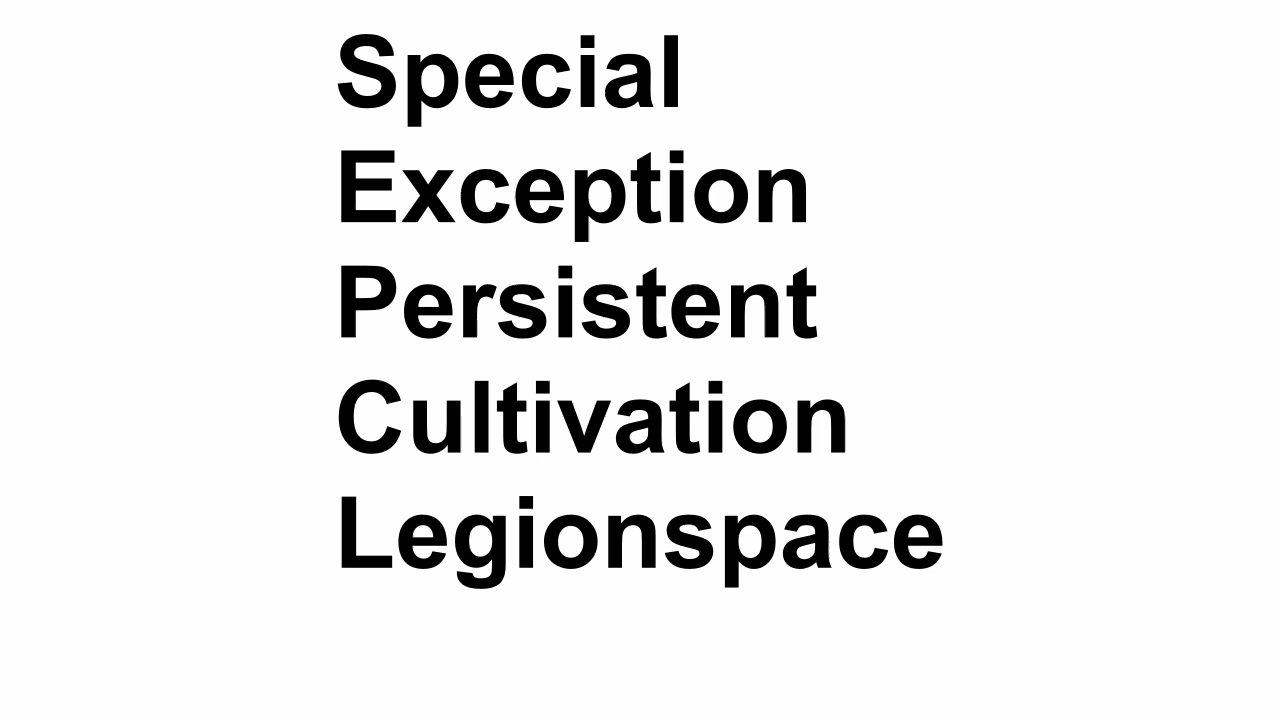 Special
Exception
Persistent
Cultivation
Legionspace